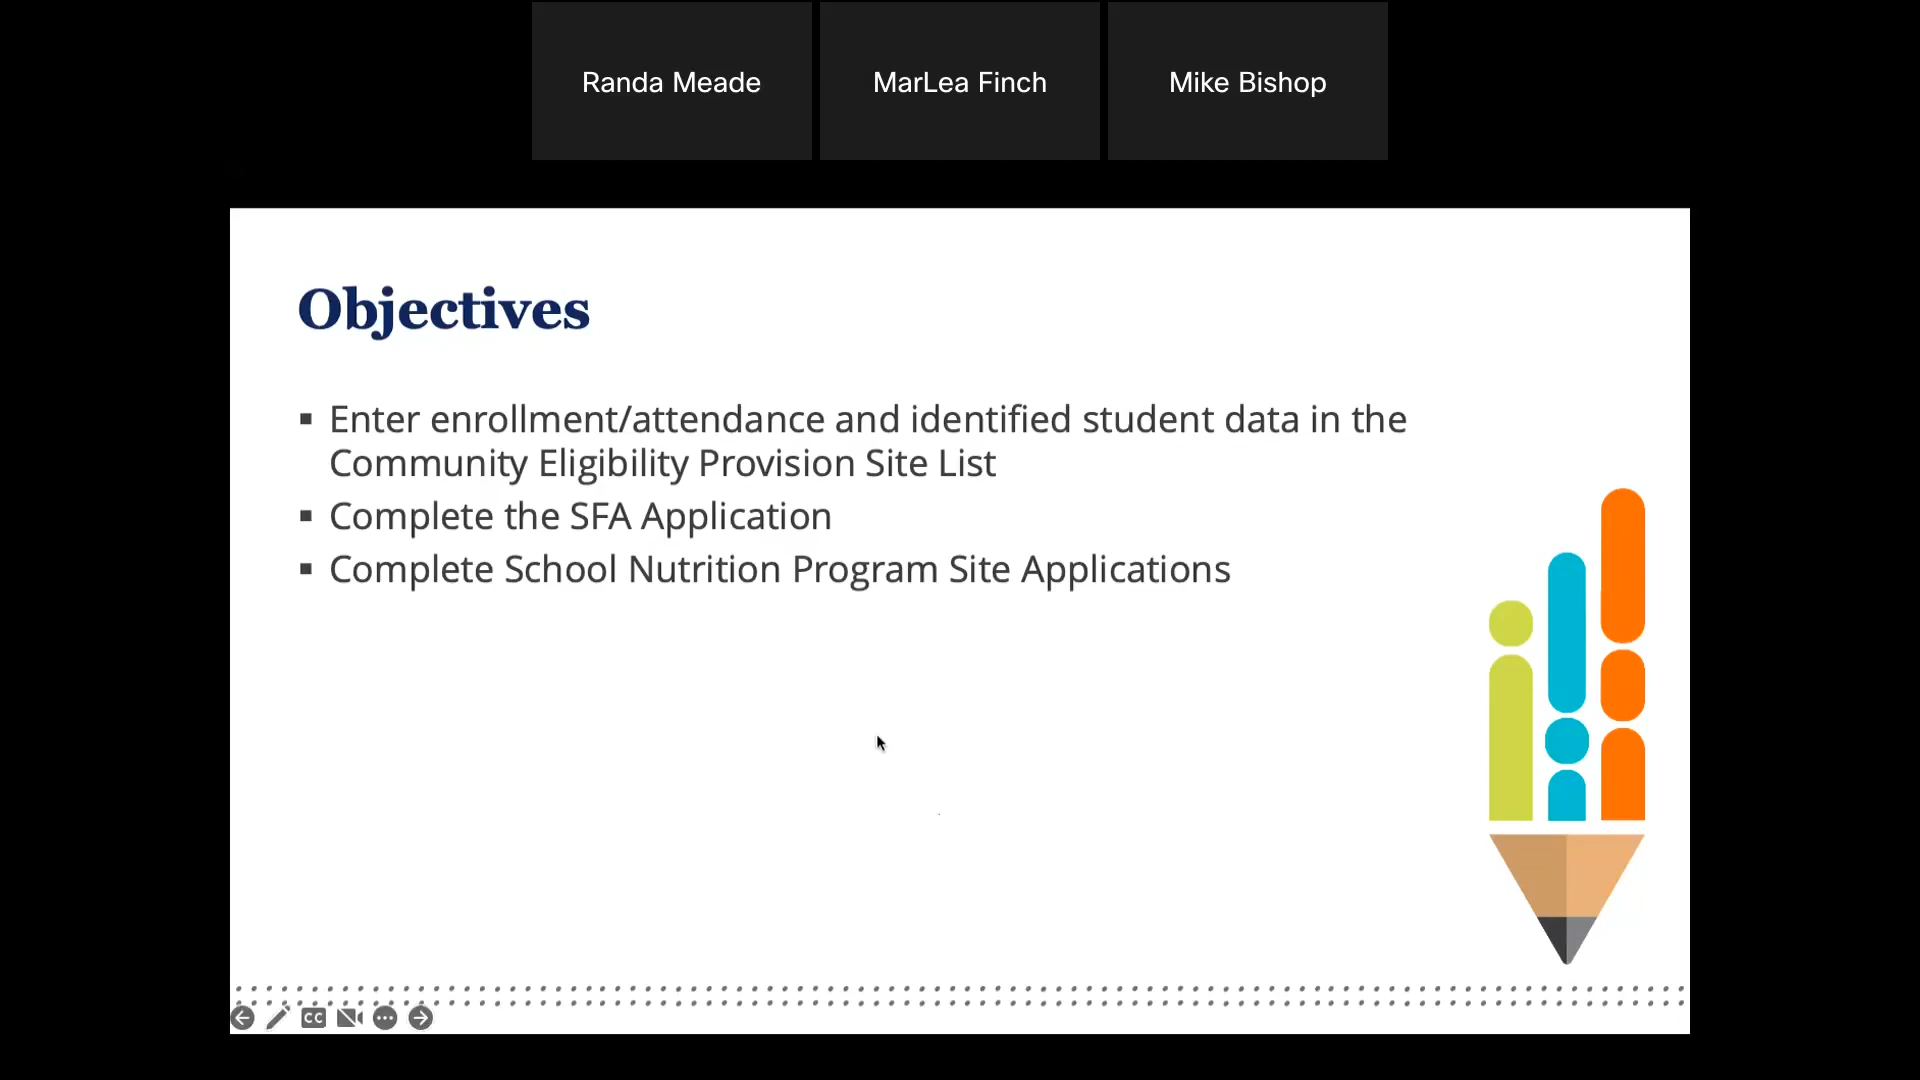 Randa Meade
MarLea Finch
Mike Bishop
Objectives
▪ Enter enrollment/attendance and identified student data in the
Community Eligibility Provision Site List
▪ Complete the SFA Application
▪ Complete School Nutrition Program Site Applications
CC